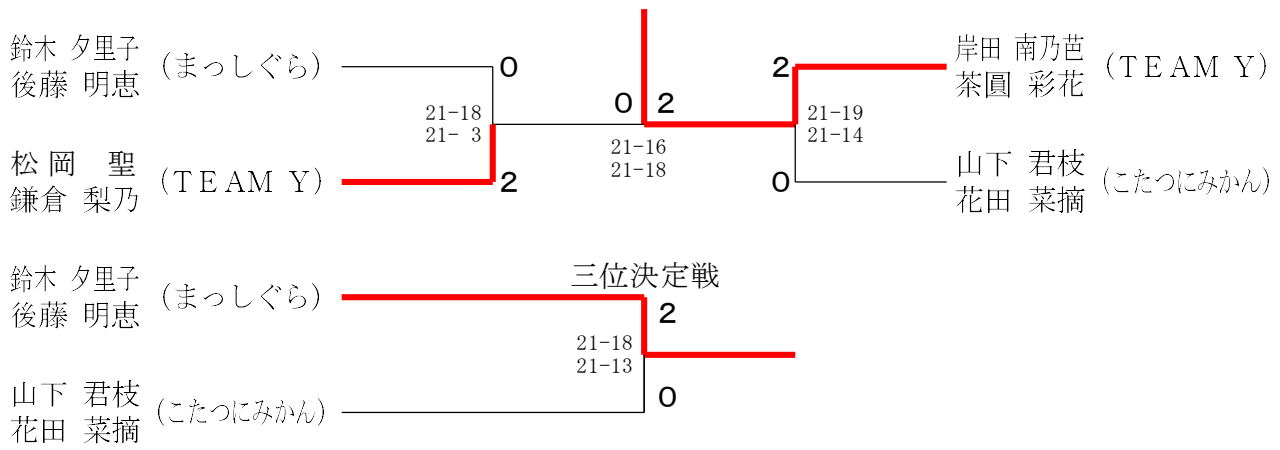 鈴木 夕里子
後藤 明恵
(まっしぐら)
0
21-18
21- 3
松岡 聖
鎌倉 梨乃
(TEAM Y)
2
0 2
21-16
21-18
2
岸田 南乃芭
茶圓 彩花
(TEAM Y)
21-19
21-14
0
山下 君枝
花田 菜摘
(こたつにみかん)
三位決定戦
鈴木 夕里子
後藤 明恵
(まっしぐら)
2
21-18
21-13
山下 君枝
花田 菜摘
(こたつにみかん)
0